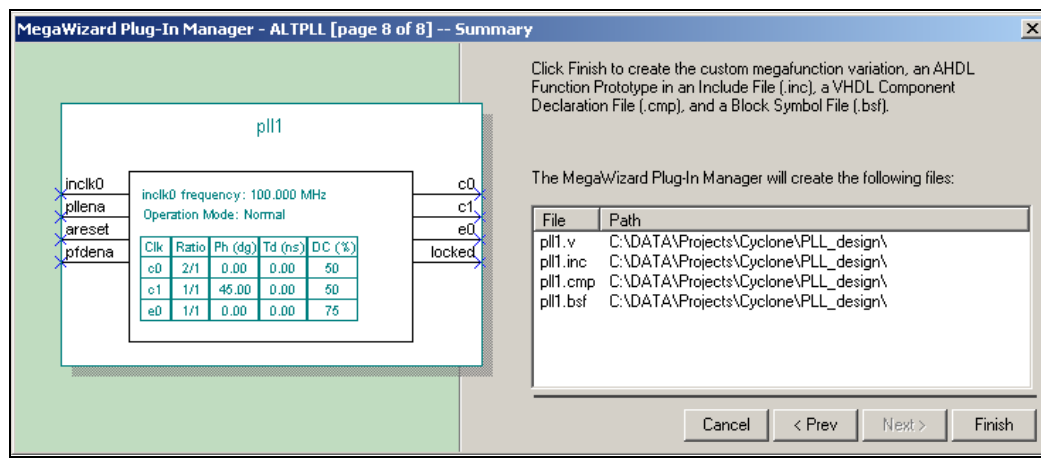 MegaWizard Plug-In Manager - ALTPLL [page 8 of 8] -- Summary
Click Finish to create the custom megafunction variation, an AHDL
Function Prototype in an Include File (.inc), a VHDL Component
Declaration File (.cmp), and a Block Symbol File (.bsf).
pll1
inclk0
pllena
areset
pfdena
inclk0 frequency: 100.000 MHz
Operation Mode: Normal
Clk Ratio Ph (dg) Td (ns) DC (%)
c0 2/1 0.00 0.00 50
c1 1/1 45.00 0.00 50
e0 1/1 0.00 0.00 75
c0
c1
e0
locked
The MegaWizard Plug-In Manager will create the following files:
File Path
pll1.v C:\DATA\Projects\Cyclone\PLL_design\
pll1.inc C:\DATA\Projects\Cyclone\PLL_design\
pll1.cmp C:\DATA\Projects\Cyclone\PLL_design\
pll1.bsf C:\DATA\Projects\Cyclone\PLL_design\
Cancel < Prev Next > Finish